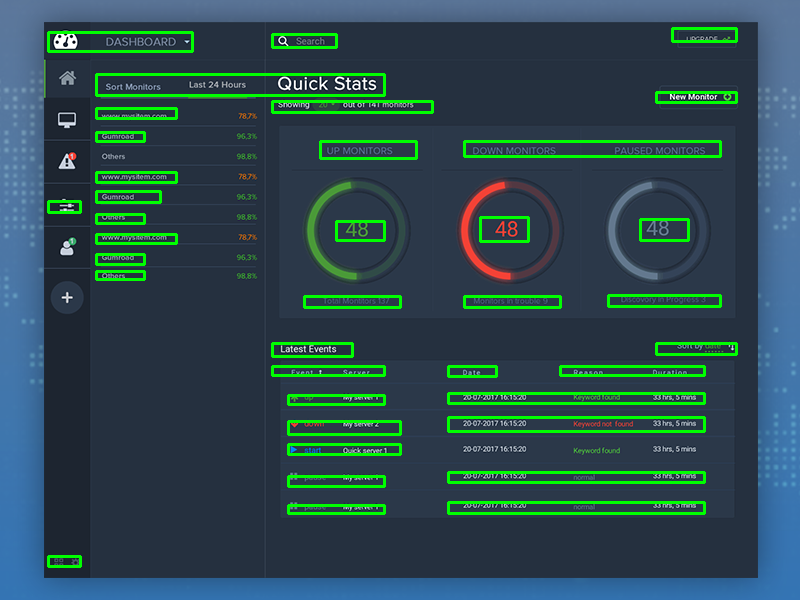 DASHBOARD
Search
UPGRADE
Sort Monitors
Last 24 Hours
www.mysitem.com 78,7%
Gumroad 96,3%
Others 98,8%
www.mysitem.com 78,7%
Gumroad 96,3%
Others 98,8%
www.mysitem.com 78,7%
Gumroad 96,3%
Others 98,8%
Quick Stats
New Monitor
Showing 20 out of 141 monitors
UP MONITORS DOWN MONITORS PAUSED MONITORS
48 48 48
Total Montitors 137 Monitors in trouble 9 Discovery in Progress 3
Latest Events
Sort by date
Event Server Date Reason Duration
up My server 1 20-07-2017 16:15:20 Keyword found 33 hrs, 5 mins
down My server 2 20-07-2017 16:15:20 Keyword not found 33 hrs, 5 mins
start Quick server 1 20-07-2017 16:15:20 Keyword found 33 hrs, 5 mins
pause My server 1 20-07-2017 16:15:20 normal 33 hrs, 5 mins
pause My server 1 20-07-2017 16:15:20 normal 33 hrs, 5 mins